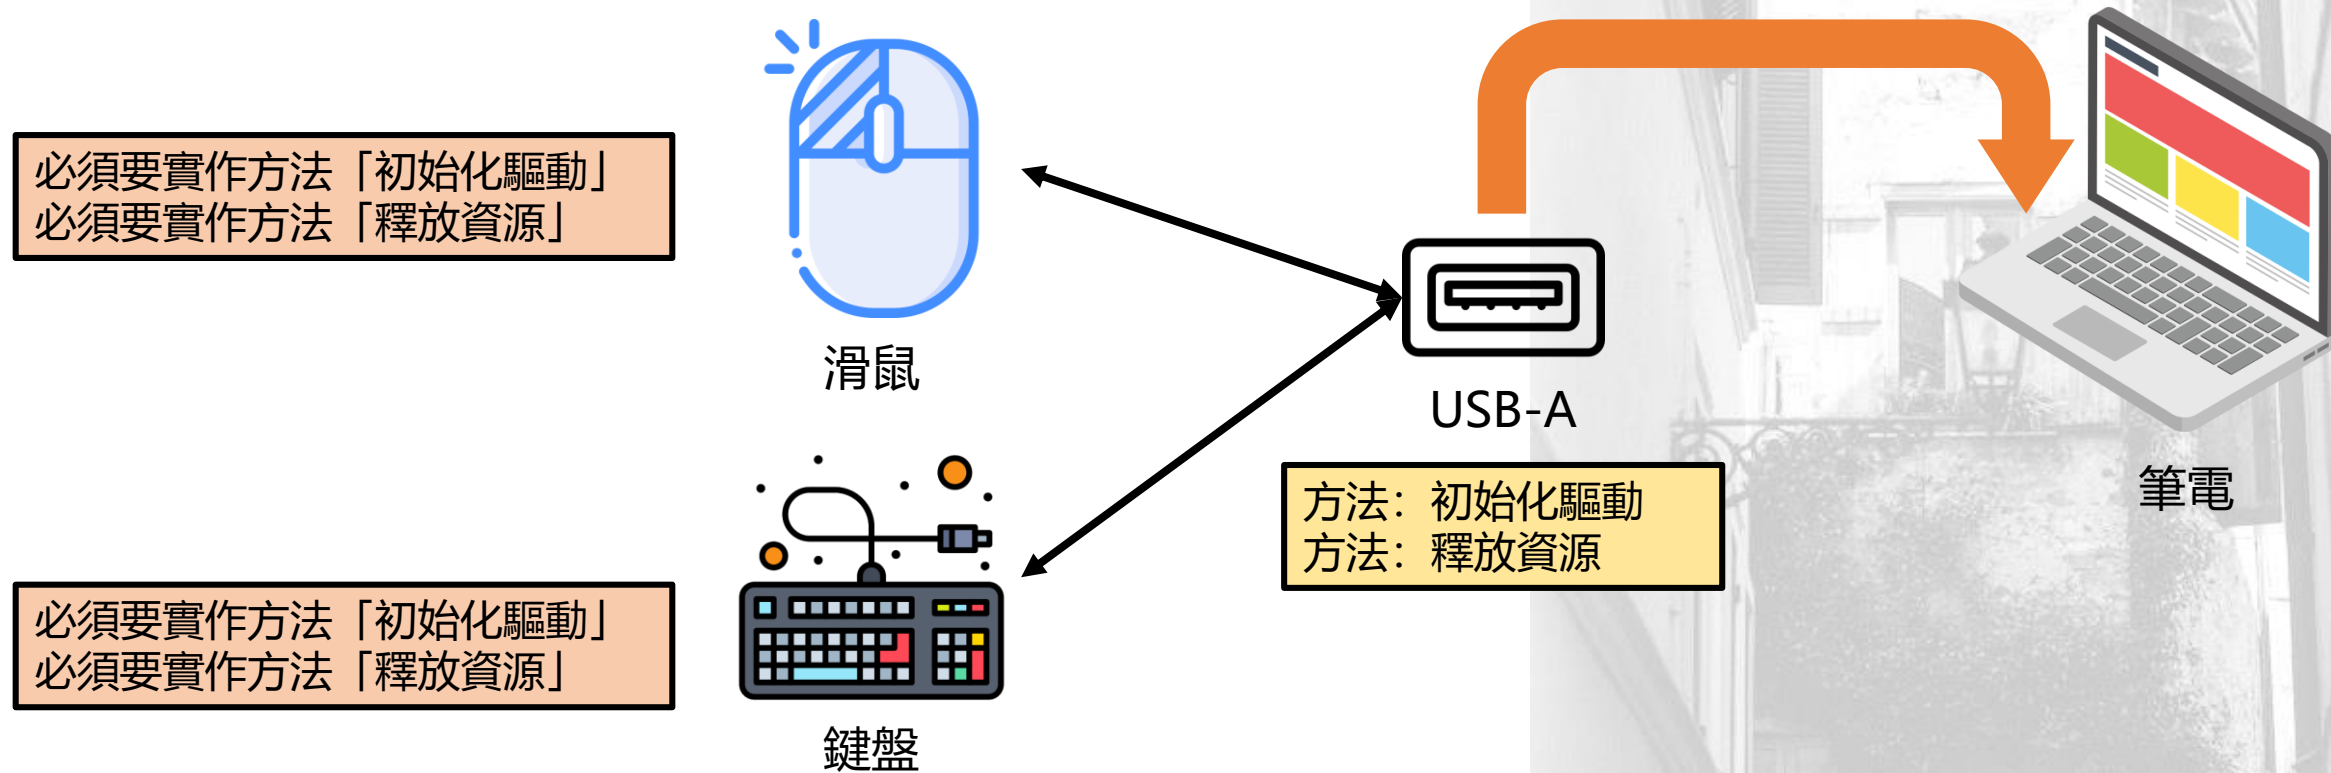 必須要實作方法「初始化驅動」
必須要實作方法「釋放資源」
滑鼠
USB-A
方法：初始化驅動
方法：釋放資源
筆電
必須要實作方法「初始化驅動」
必須要實作方法「釋放資源」
鍵盤